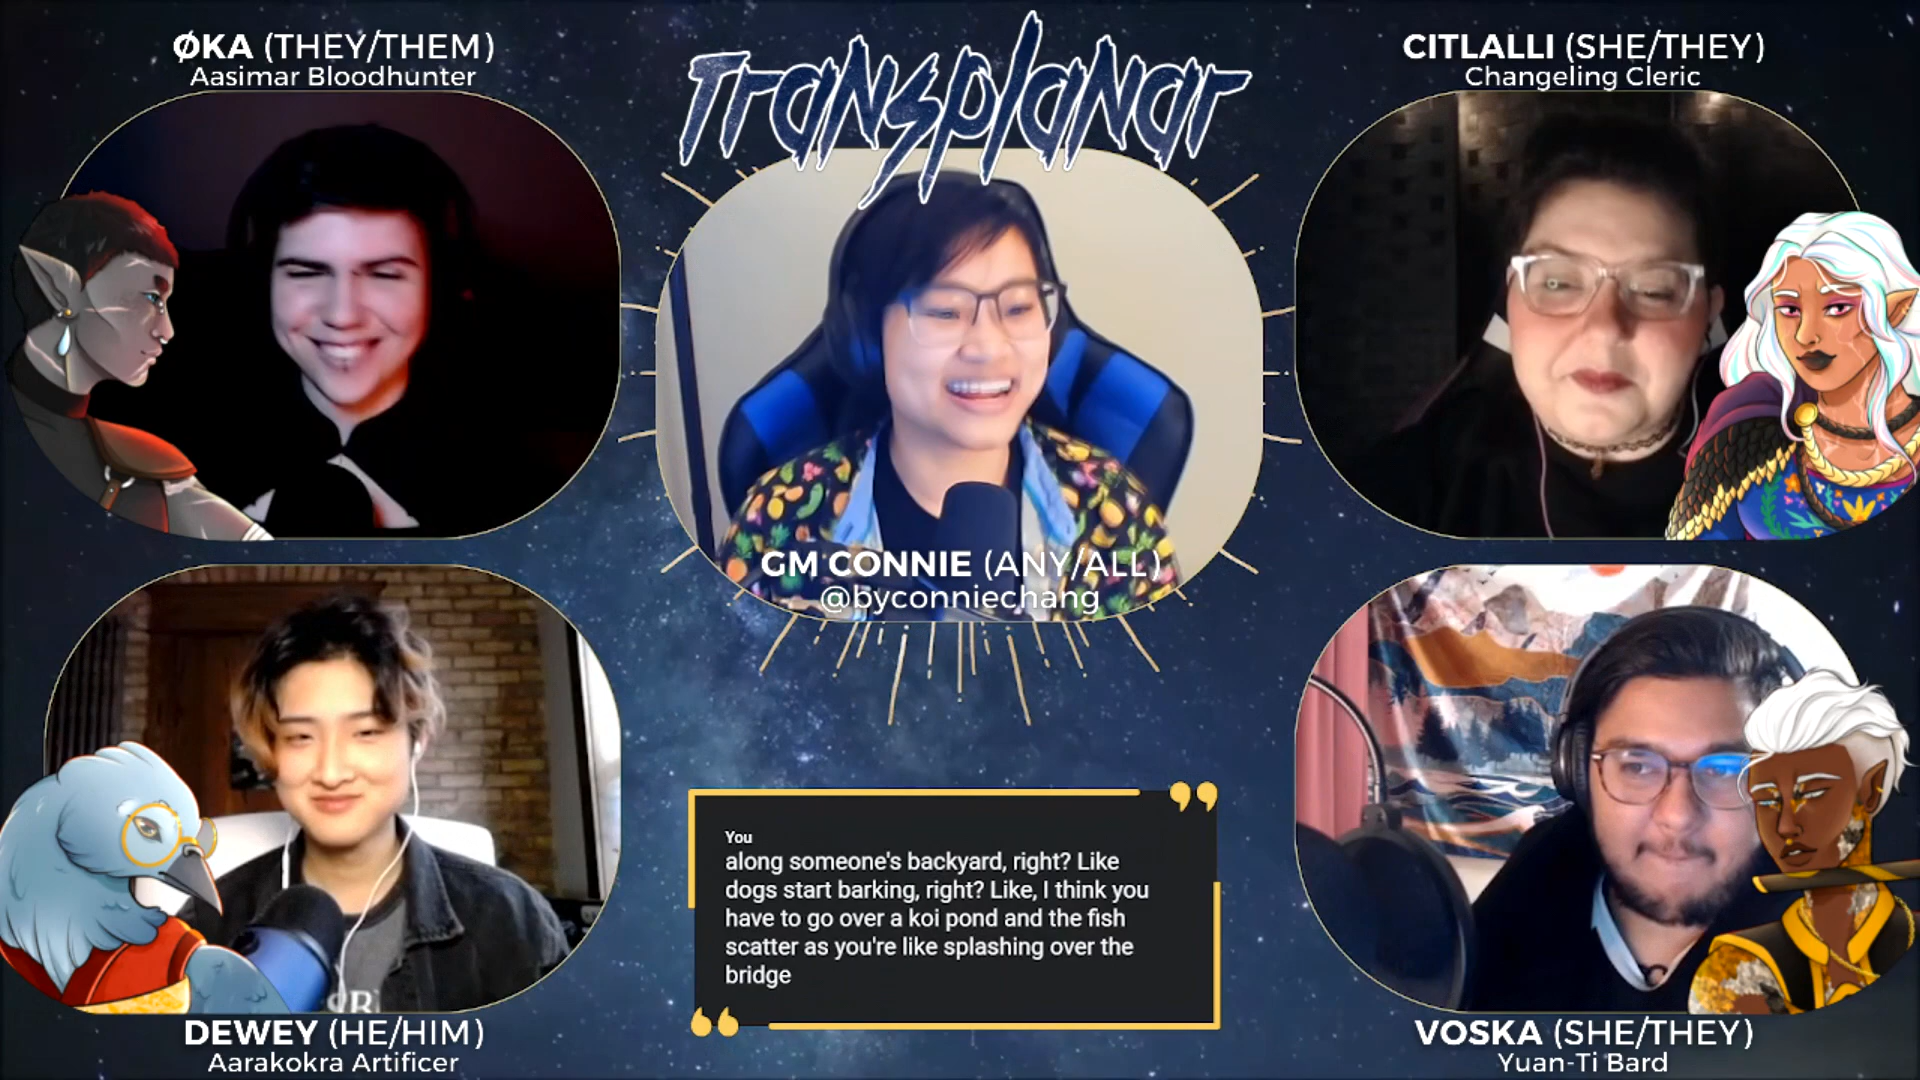 ØKA (THEY/THEM)
Aasimar Bloodhunter
Transplanar
CITLALLI (SHE/THEY)
Changeling Cleric
GM CONNIE (ANY/ALL)
@byconniechang
You
along someone's backyard, right? Like
dogs start barking, right? Like, I think you
have to go over a koi pond and the fish
scatter as you're like splashing over the
bridge
DEWEY (HE/HIM)
Aarakokra Artificer
VOSKA (SHE/THEY)
Yuan-Ti Bard